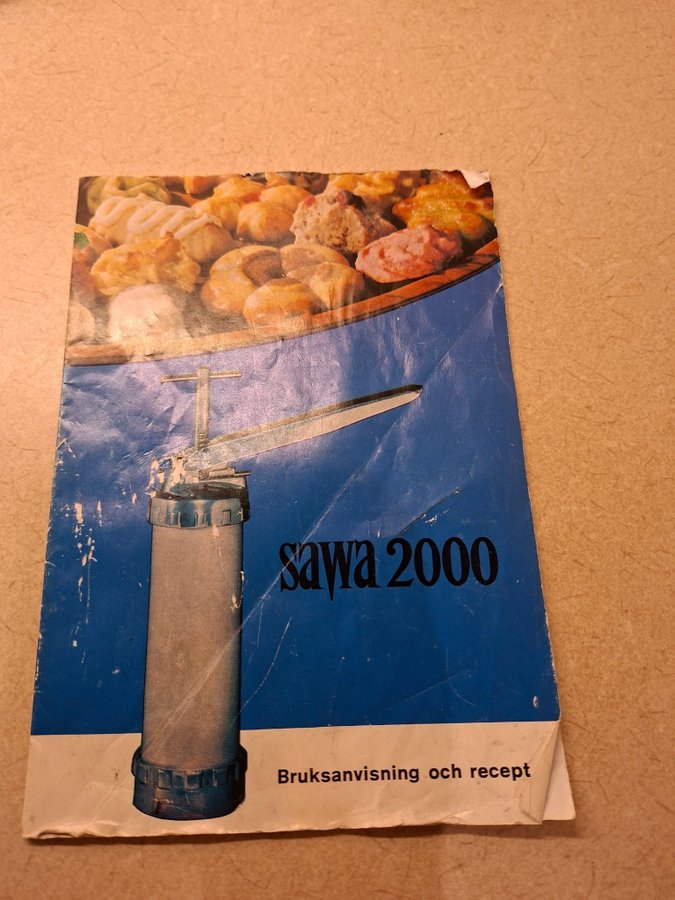 sawa 2000
Bruksanvisning och recept